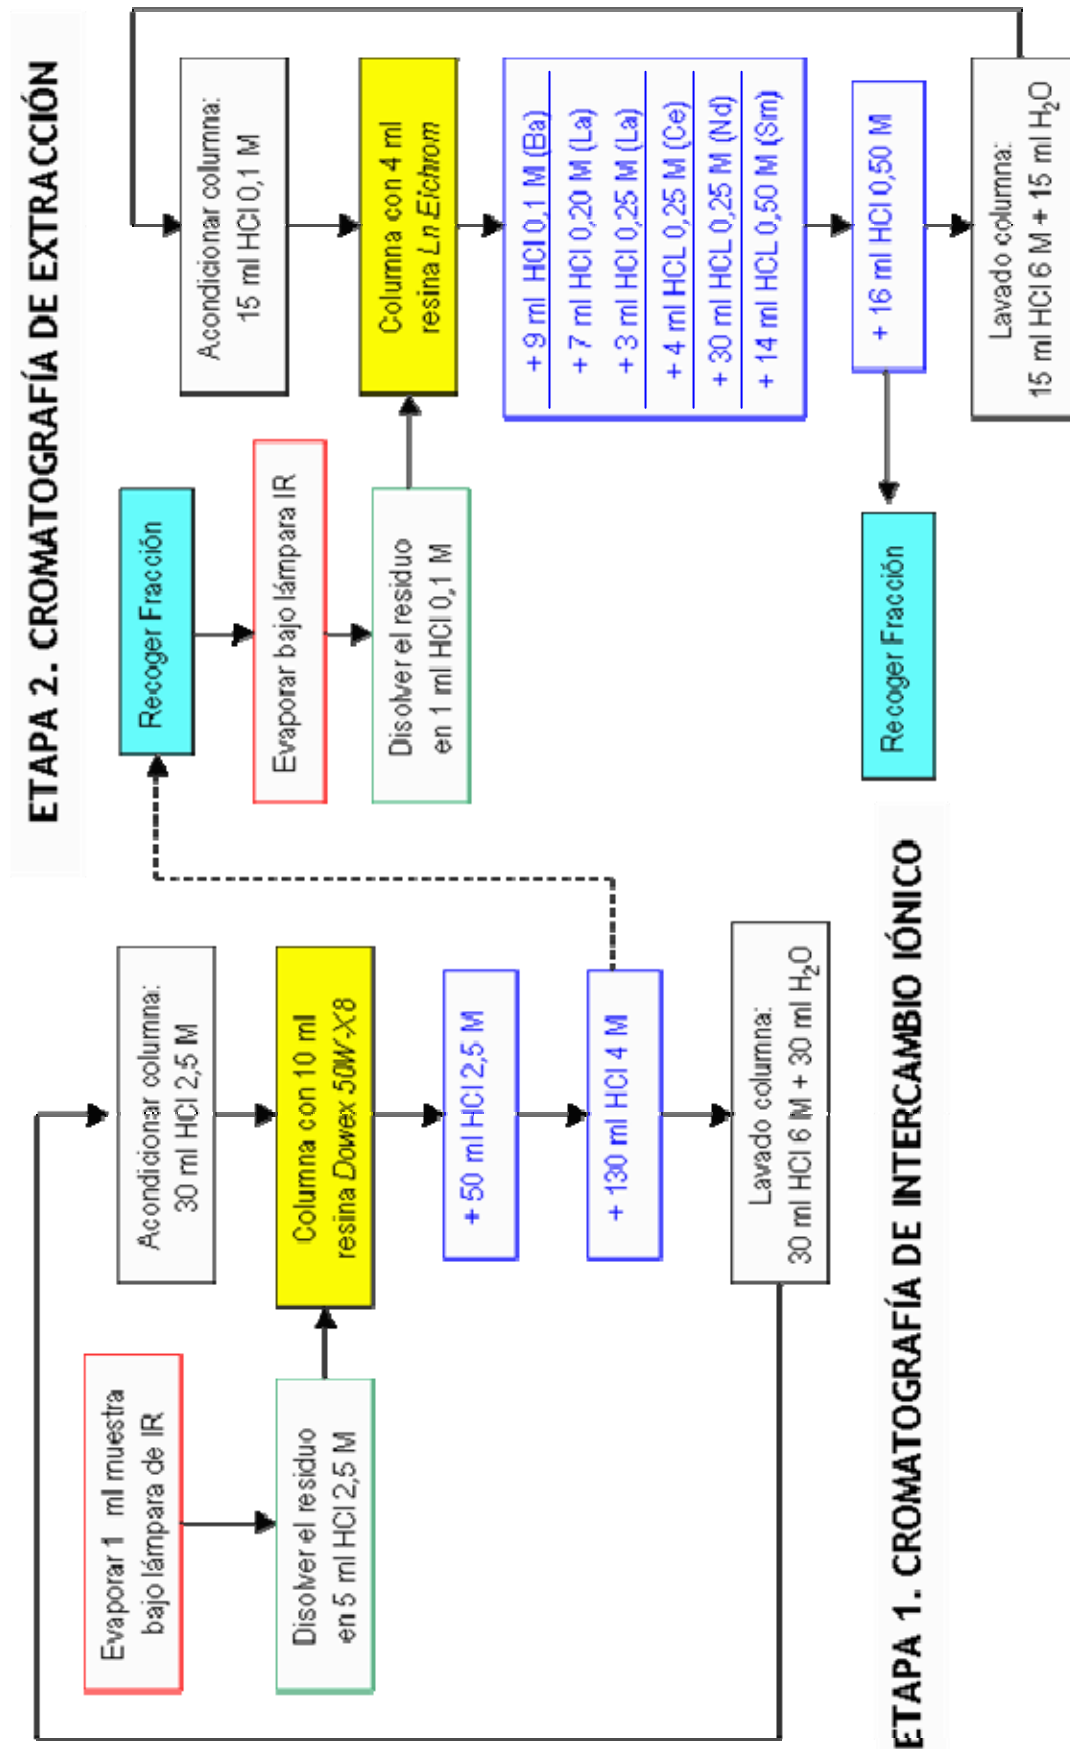 ETAPA 1. CROMATOGRAFÍA DE INTERCAMBIO IÓNICO
Evaporar 1 ml muestra
bajo lámpara de IR
Disolver el residuo
en 5 ml HCl 2,5 M
Acondicionar columna:
30 ml HCl 2,5 M
Columna con 10 ml
resina Dowex 50W-X8
+ 50 ml HCl 2,5 M
+ 130 ml HCl 4 M
Lavado columna:
30 ml HCl 6 M + 30 ml H₂O
ETAPA 2. CROMATOGRAFÍA DE EXTRACCIÓN
Recoger Fracción
Evaporar bajo lámpara IR
Disolver el residuo
en 1 ml HCl 0,1 M
Acondicionar columna:
15 ml HCl 0,1 M
Columna con 4 ml
resina Ln Eichrom
+ 9 ml HCl 0,1 M (Ba)
+ 7 ml HCl 0,20 M (La)
+ 3 ml HCl 0,25 M (La)
+ 4 ml HCL 0,25 M (Ce)
+ 30 ml HCL 0,25 M (Nd)
+ 14 ml HCL 0,50 M (Sm)
+ 16 ml HCl 0,50 M
Recoger Fracción
Lavado columna:
15 ml HCl 6 M + 15 ml H₂O